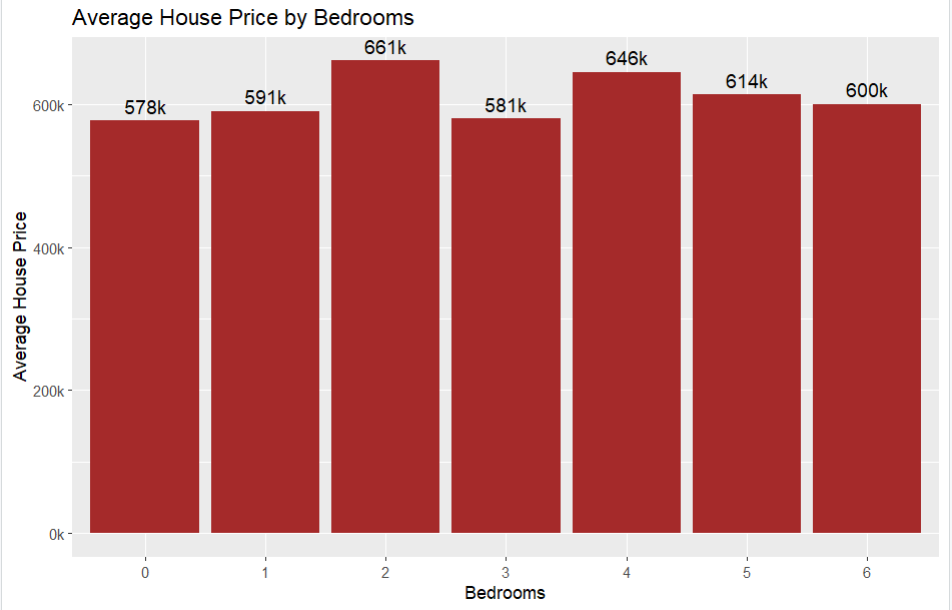 Average House Price by Bedrooms
661k
646k
614k
600k
591k
578k
581k
600k
400k
200k
0k
Average House Price
0 1 2 3 4 5 6
Bedrooms